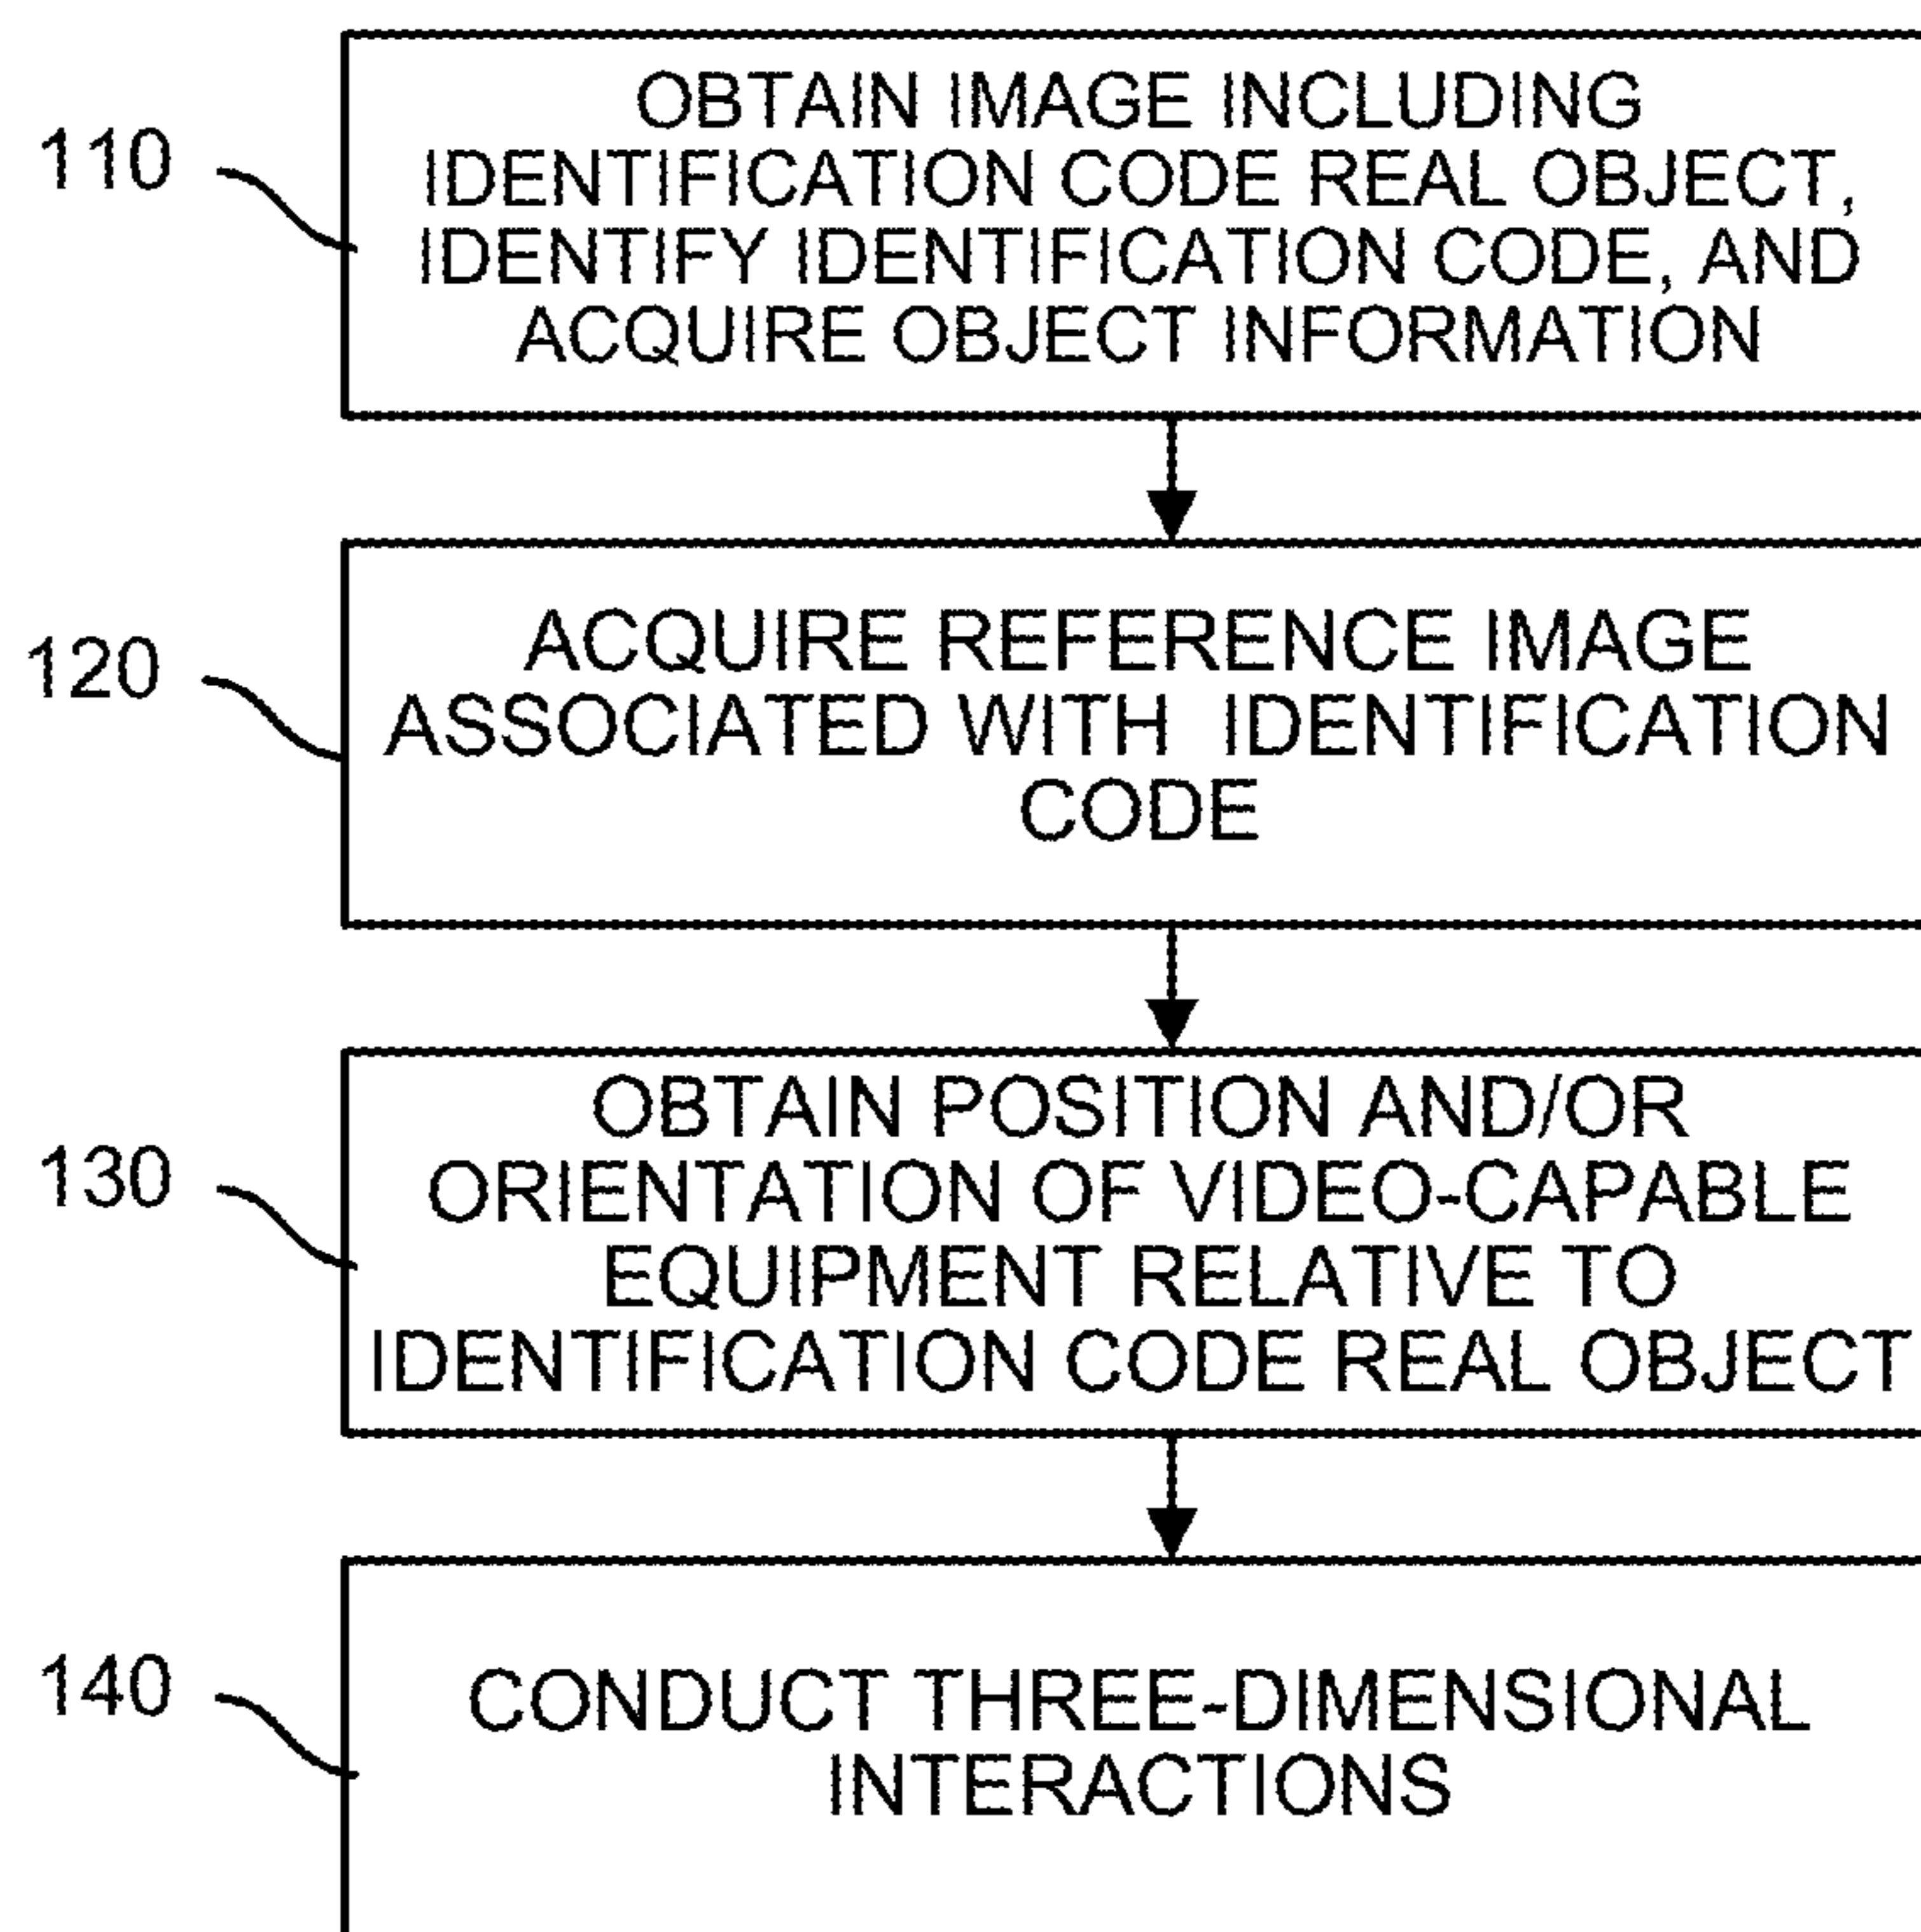 110
OBTAIN IMAGE INCLUDING
IDENTIFICATION CODE REAL OBJECT,
IDENTIFY IDENTIFICATION CODE, AND
ACQUIRE OBJECT INFORMATION
120
ACQUIRE REFERENCE IMAGE
ASSOCIATED WITH IDENTIFICATION
CODE
130
OBTAIN POSITION AND/OR
ORIENTATION OF VIDEO-CAPABLE
EQUIPMENT RELATIVE TO
IDENTIFICATION CODE REAL OBJECT
140
CONDUCT THREE-DIMENSIONAL
INTERACTIONS